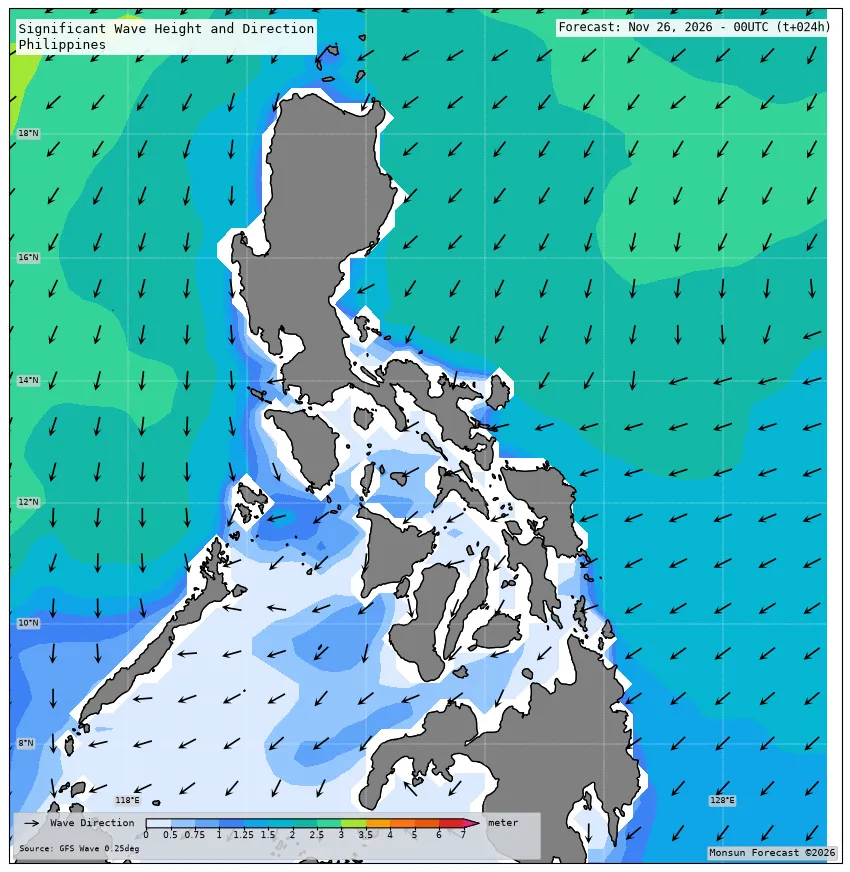 Significant Wave Height and Direction
Philippines
Forecast: Nov 26, 2026 - 00UTC (t+024h)
18°N
16°N
14°N
12°N
10°N
8°N
118°E
128°E
Wave Direction
0 0.5 0.75 1 1.25 1.5 2 2.5 3 3.5 4 5 6 7
meter
Source: GFS Wave 0.25deg
Monsun Forecast ©2026